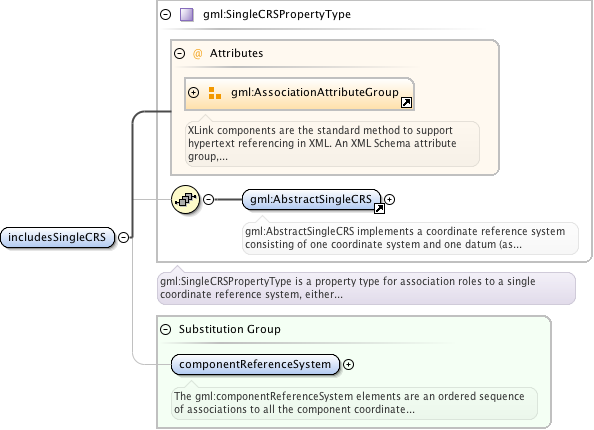 gml:SingleCRSPropertyType
@ Attributes
gml:AssociationAttributeGroup
XLink components are the standard method to support
hypertext referencing in XML. An XML Schema attribute
group,...
gml:AbstractSingleCRS
gml:AbstractSingleCRS implements a coordinate reference system
consisting of one coordinate system and one datum (as...
includesSingleCRS
gml:SingleCRSPropertyType is a property type for association roles to a single
coordinate reference system, either...
Substitution Group
componentReferenceSystem
The gml:componentReferenceSystem elements are an ordered sequence
of associations to all the component coordinate...